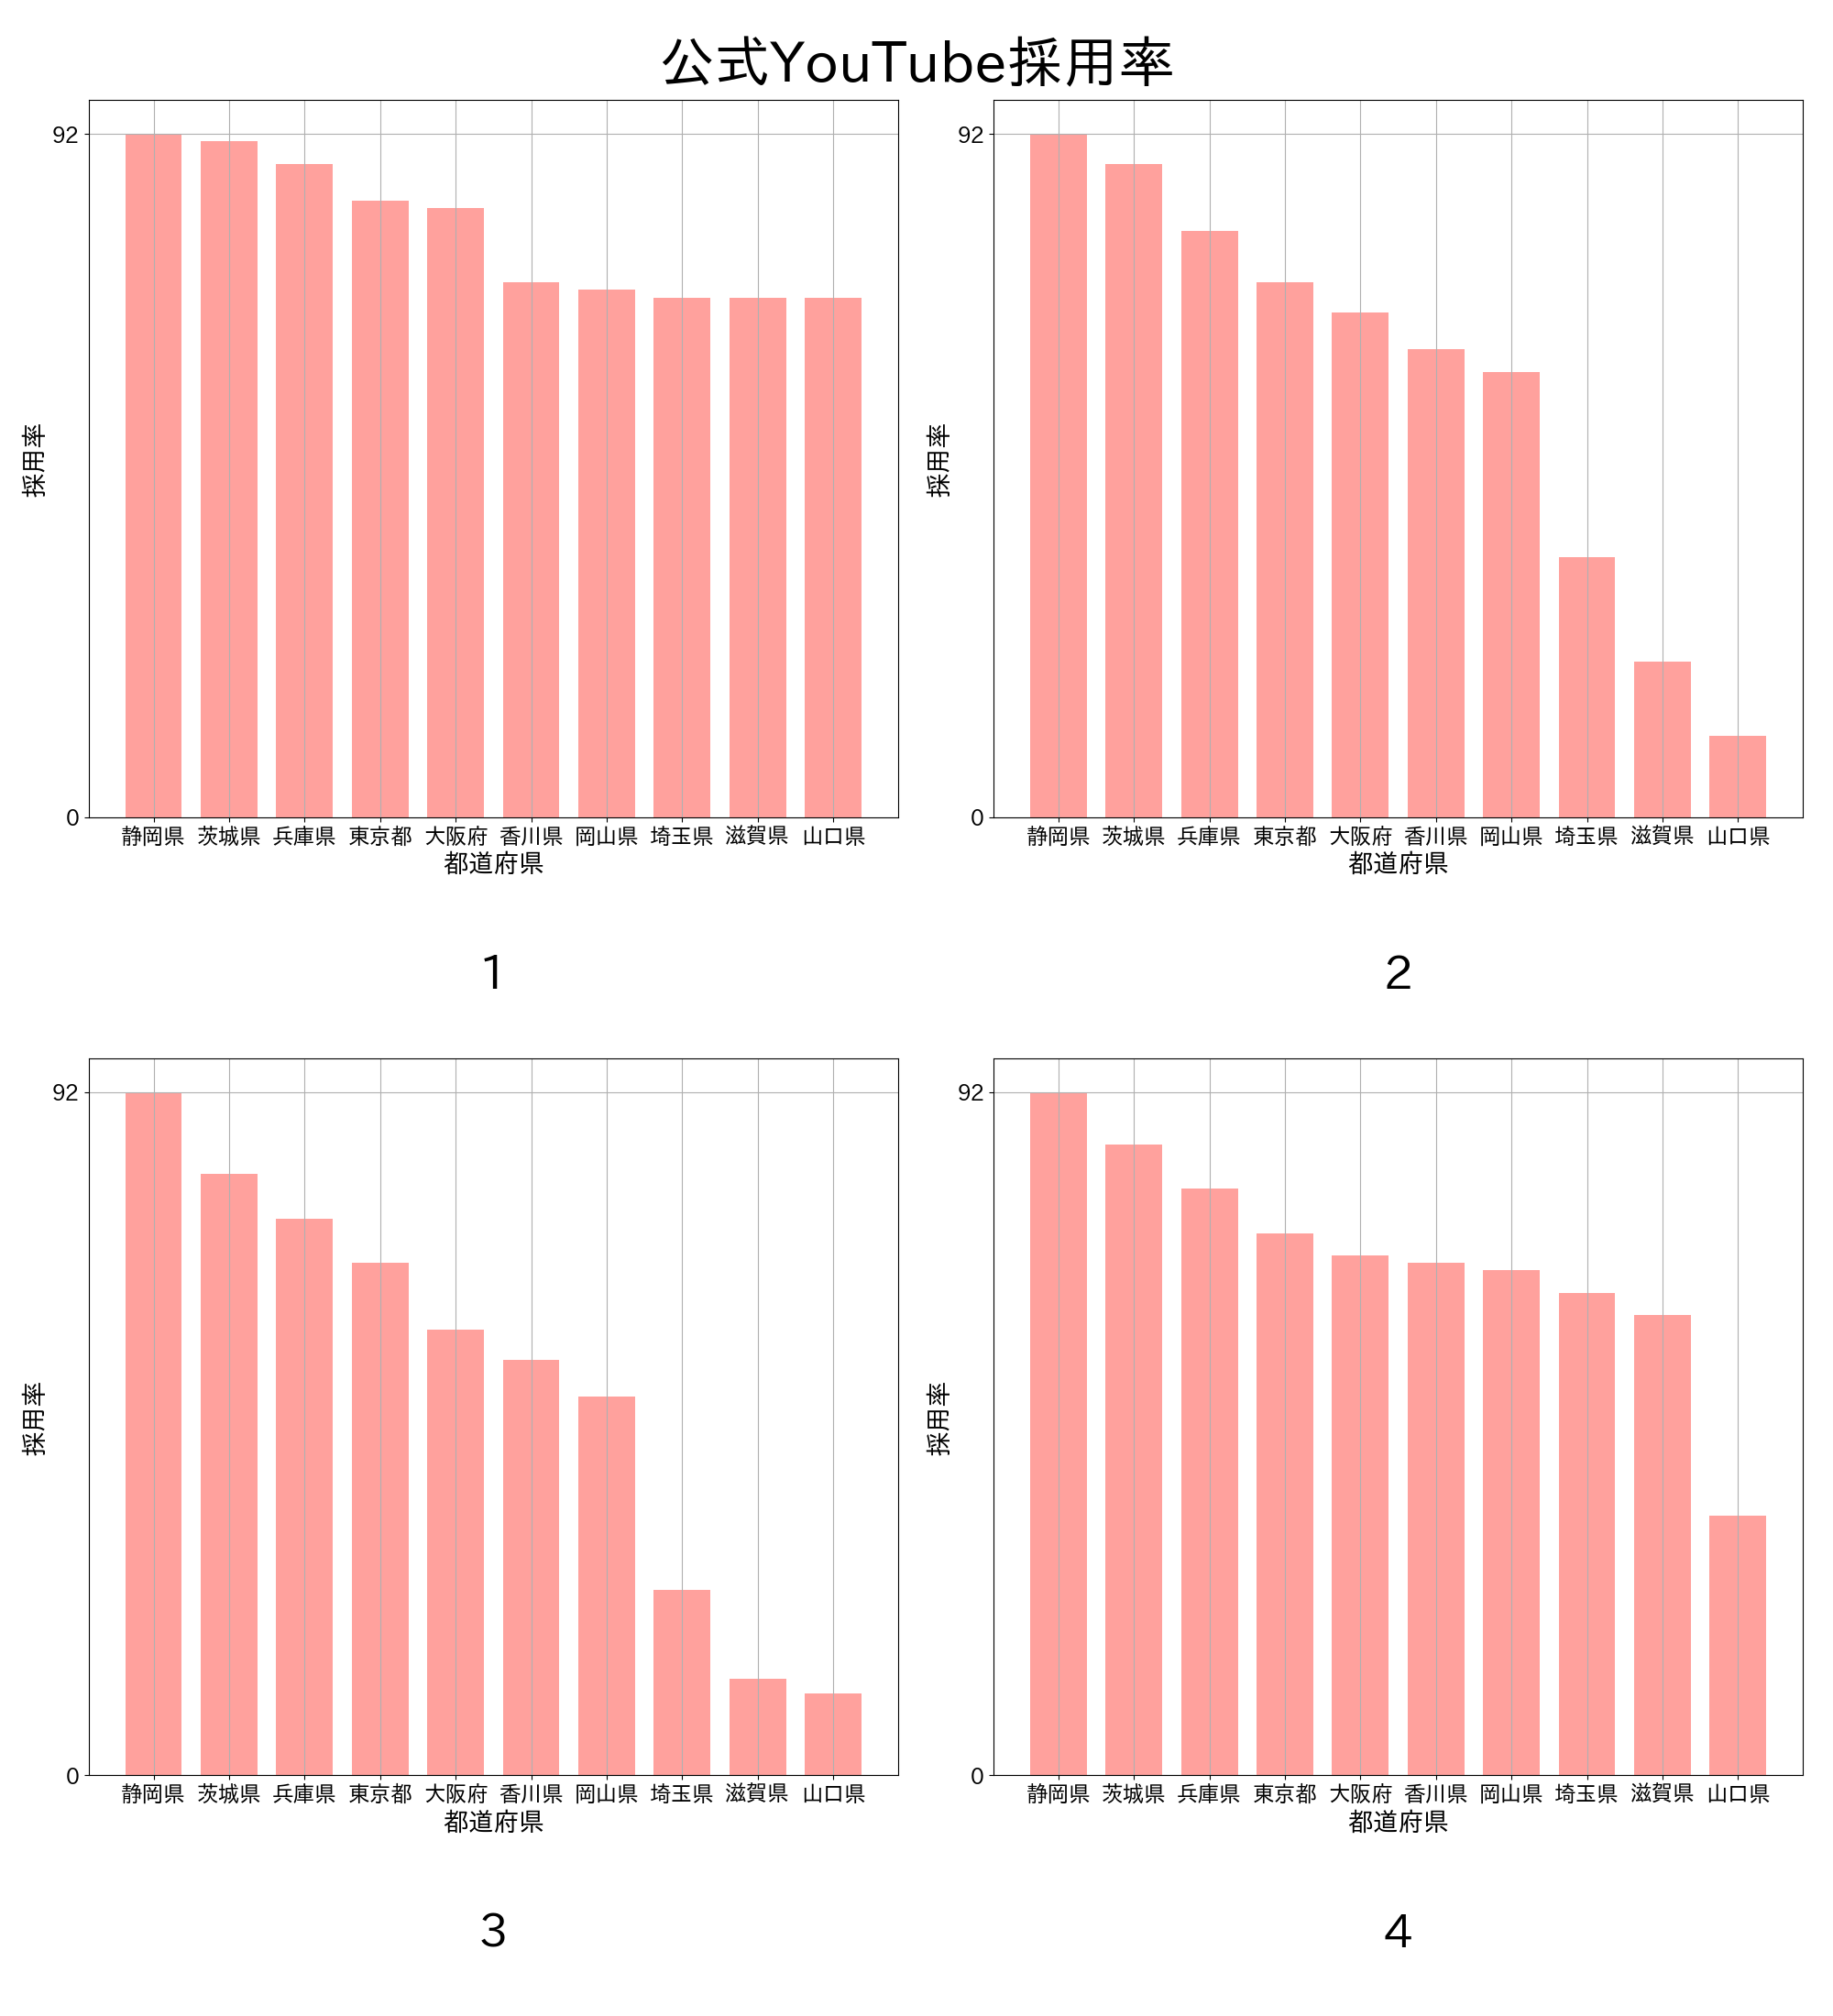 公式YouTube採用率
92
0
採用率
静岡県 茨城県 兵庫県 東京都 大阪府 香川県 岡山県 埼玉県 滋賀県 山口県
都道府県
1
92
0
採用率
静岡県 茨城県 兵庫県 東京都 大阪府 香川県 岡山県 埼玉県 滋賀県 山口県
都道府県
2
92
0
採用率
静岡県 茨城県 兵庫県 東京都 大阪府 香川県 岡山県 埼玉県 滋賀県 山口県
都道府県
3
92
0
採用率
静岡県 茨城県 兵庫県 東京都 大阪府 香川県 岡山県 埼玉県 滋賀県 山口県
都道府県
4